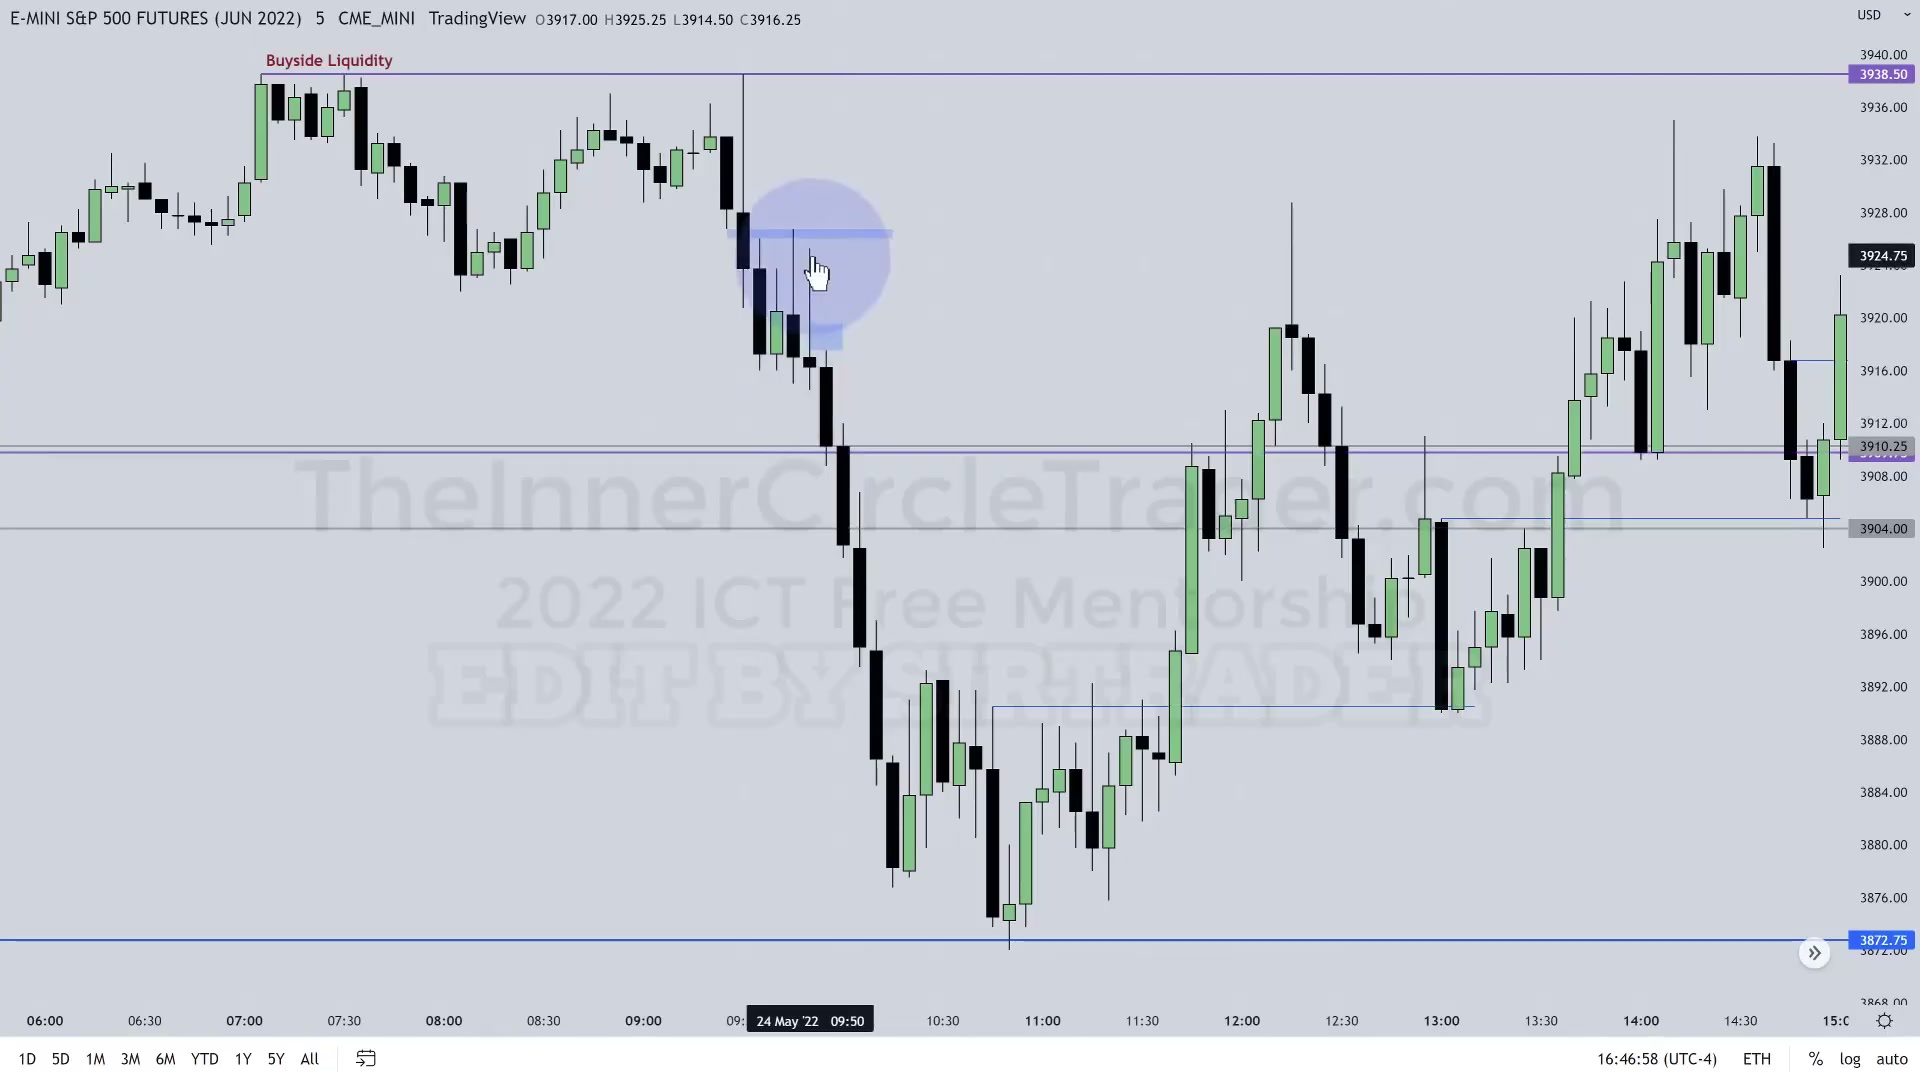 E-MINI S&P 500 FUTURES (JUN 2022) 5 CME_MINI TradingView O3917.00 H3925.25 L3914.50 C3916.25
USD
Buyside Liquidity
3940.00
3938.50
3936.00
3932.00
3928.00
3924.75
3920.00
3916.00
3912.00
3910.25
3908.00
3904.00
3900.00
3896.00
3892.00
3888.00
3884.00
3880.00
3876.00
3872.75
3872.00
3868.00
TheInnerCircleTrader.com
2022 ICT Free Mentorship
EDIT BY SIRTRADER
06:00 06:30 07:00 07:30 08:00 08:30 09:00 09: 24 May '22 09:50 10:30 11:00 11:30 12:00 12:30 13:00 13:30 14:00 14:30
1D 5D 1M 3M 6M YTD 1Y 5Y All 16:46:58 (UTC-4) ETH % log auto